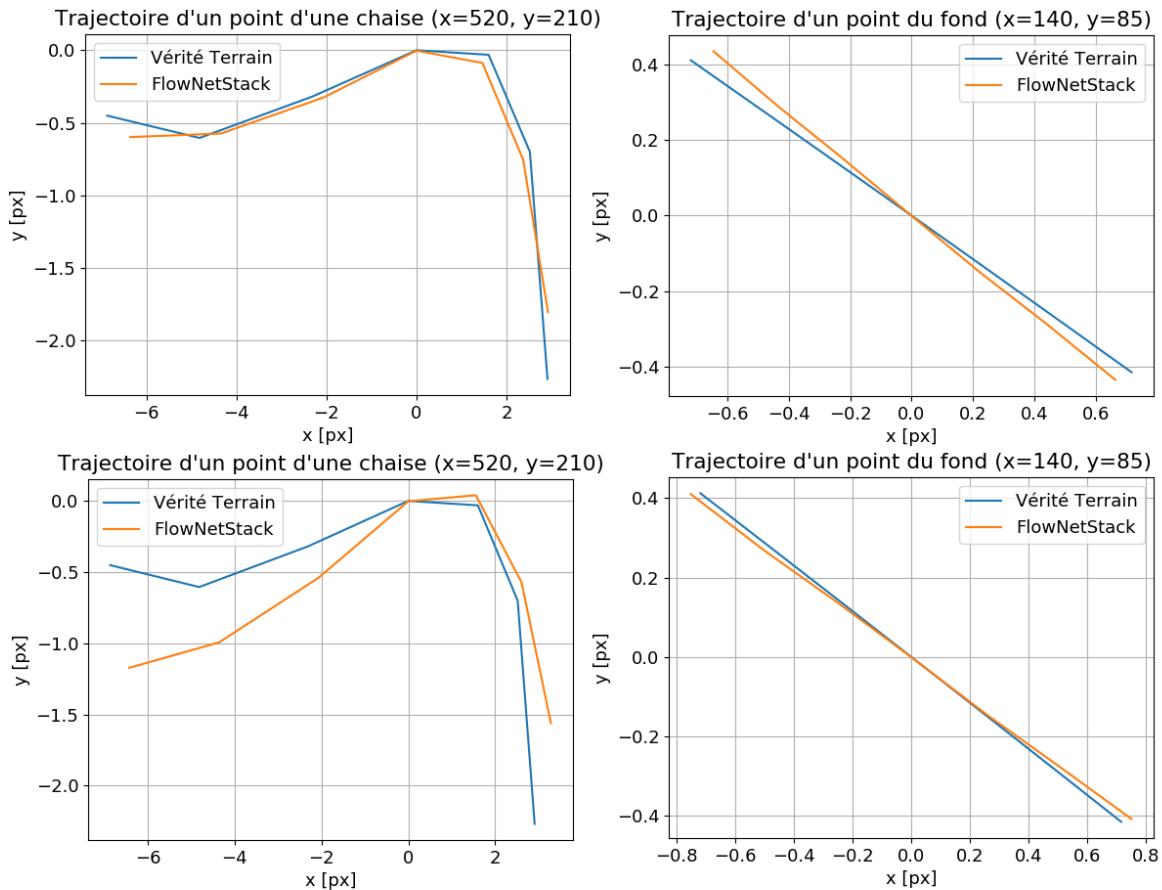 Trajectoire d'un point d'une chaise (x=520, y=210)
Vérité Terrain
FlowNetStack
0.0
−0.5
−1.0
−1.5
−2.0
y [px]
−6 −4 −2 0 2
x [px]
Trajectoire d'un point du fond (x=140, y=85)
Vérité Terrain
FlowNetStack
0.4
0.2
0.0
−0.2
−0.4
y [px]
−0.6 −0.4 −0.2 0.0 0.2 0.4 0.6
x [px]
Trajectoire d'un point d'une chaise (x=520, y=210)
Vérité Terrain
FlowNetStack
0.0
−0.5
−1.0
−1.5
−2.0
y [px]
−6 −4 −2 0 2
x [px]
Trajectoire d'un point du fond (x=140, y=85)
Vérité Terrain
FlowNetStack
0.4
0.2
0.0
−0.2
−0.4
y [px]
−0.8 −0.6 −0.4 −0.2 0.0 0.2 0.4 0.6 0.8
x [px]